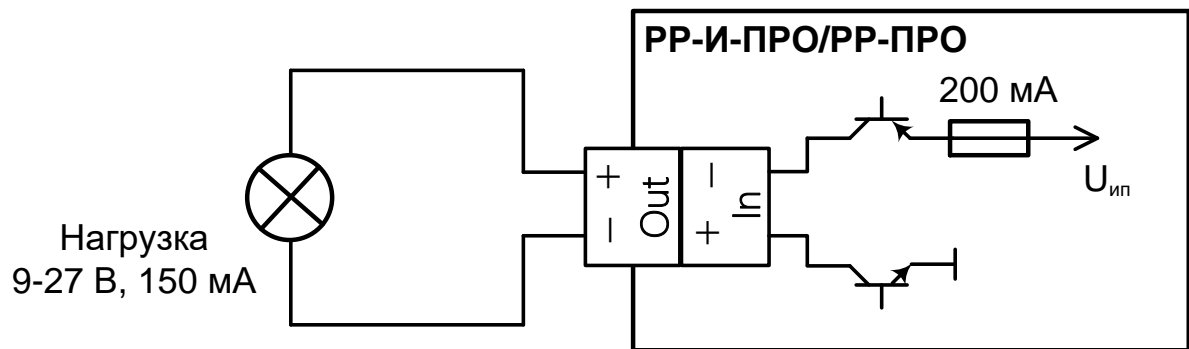 РР-И-ПРО/РР-ПРО
200 мА
Uип
+ −
− +
Out
In
Нагрузка
9-27 В, 150 мА